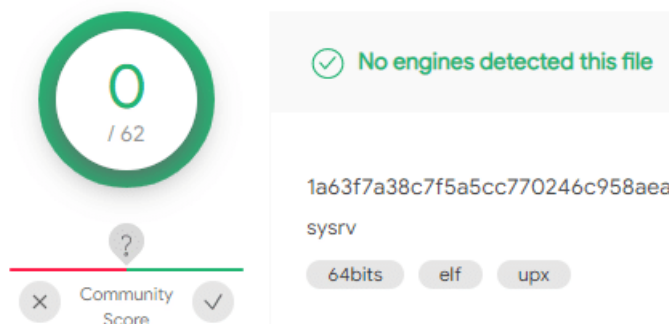 0
/ 62
?
Community
Score
No engines detected this file
1a63f7a38c7f5a5cc770246c958aea
sysrv
64bits elf upx